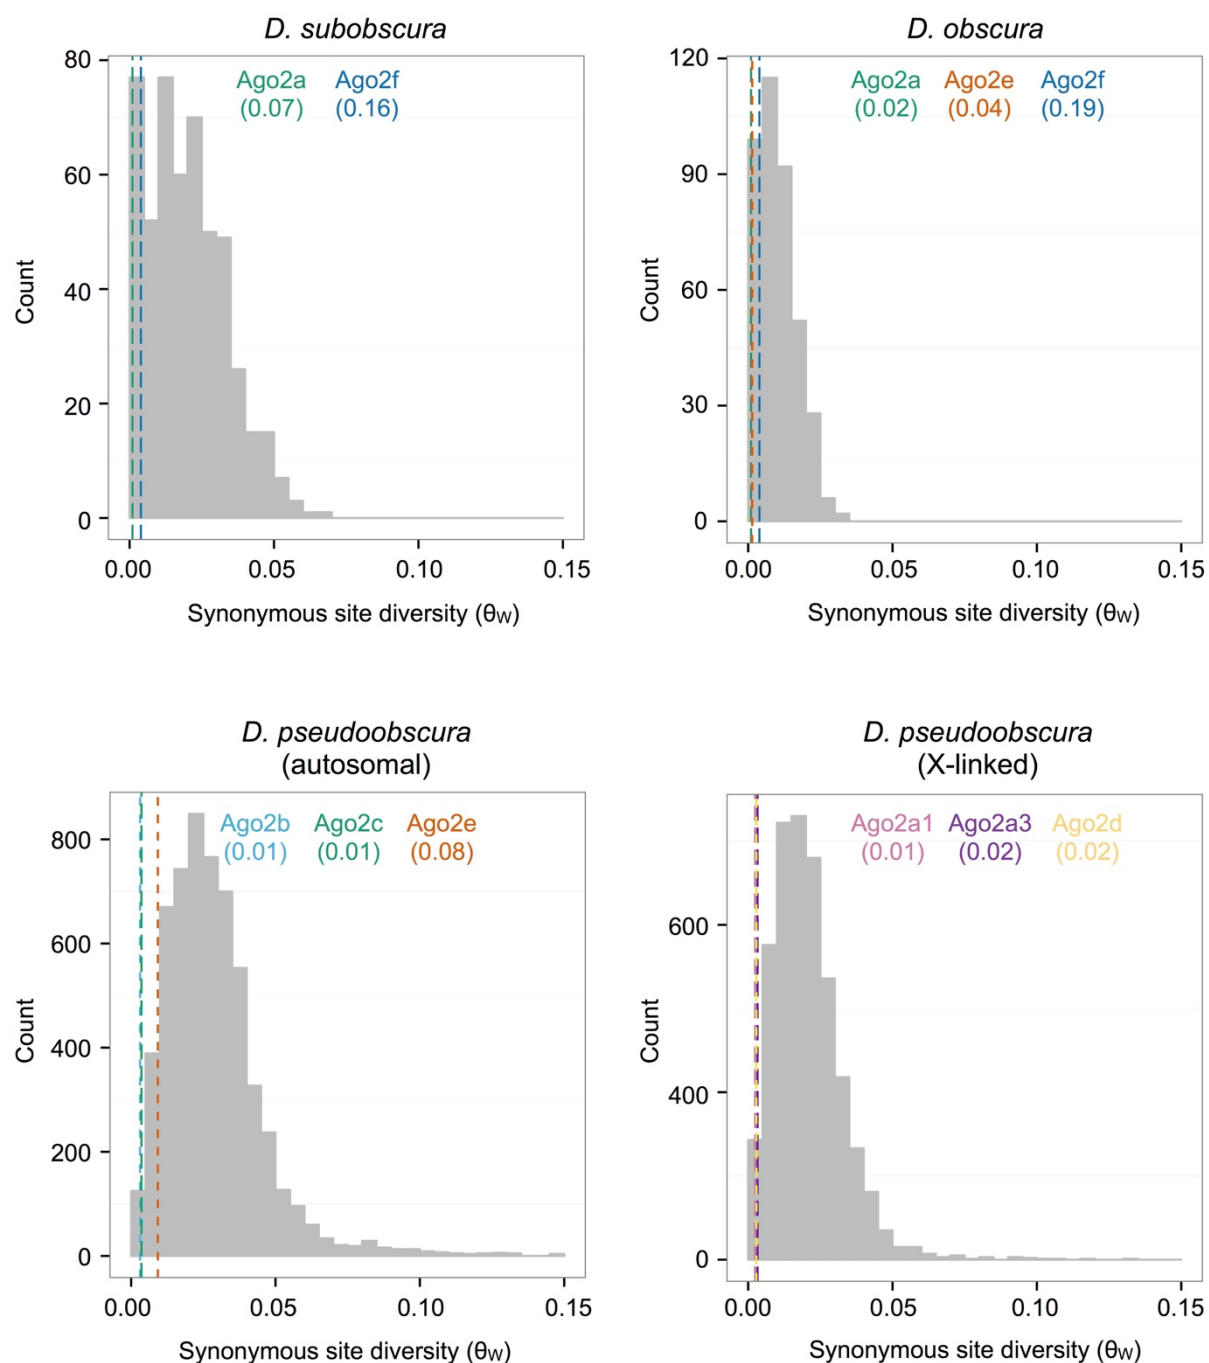 D. subobscura
Ago2a Ago2f
(0.07) (0.16)
80
60
40
20
0
Count
0.00 0.05 0.10 0.15
Synonymous site diversity (θW)
D. obscura
Ago2a Ago2e Ago2f
(0.02) (0.04) (0.19)
120
90
60
30
0
Count
0.00 0.05 0.10 0.15
Synonymous site diversity (θW)
D. pseudoobscura
(autosomal)
Ago2b Ago2c Ago2e
(0.01) (0.01) (0.08)
800
600
400
200
0
Count
0.00 0.05 0.10 0.15
Synonymous site diversity (θW)
D. pseudoobscura
(X-linked)
Ago2a1 Ago2a3 Ago2d
(0.01) (0.02) (0.02)
600
400
0
Count
0.00 0.05 0.10 0.15
Synonymous site diversity (θW)